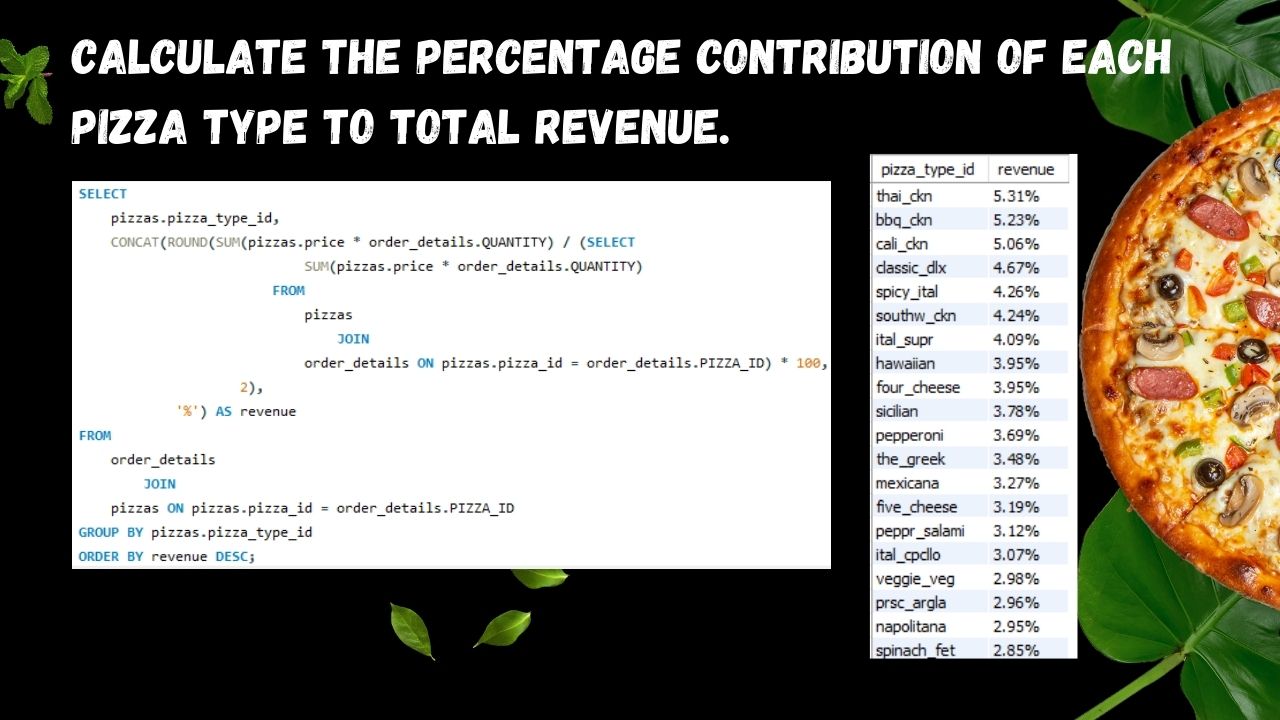 CALCULATE THE PERCENTAGE CONTRIBUTION OF EACH
PIZZA TYPE TO TOTAL REVENUE.
SELECT
pizzas.pizza_type_id,
CONCAT(ROUND(SUM(pizzas.price * order_details.QUANTITY) / (SELECT
SUM(pizzas.price * order_details.QUANTITY)
FROM
pizzas
JOIN
order_details ON pizzas.pizza_id = order_details.PIZZA_ID) * 100,
2),
'%') AS revenue
FROM
order_details
JOIN
pizzas ON pizzas.pizza_id = order_details.PIZZA_ID
GROUP BY pizzas.pizza_type_id
ORDER BY revenue DESC;
pizza_type_id revenue
thai_ckn 5.31%
bbq_ckn 5.23%
cali_ckn 5.06%
classic_dlx 4.67%
spicy_ital 4.26%
southw_ckn 4.24%
ital_supr 4.09%
hawaiian 3.95%
four_cheese 3.95%
sicilian 3.78%
pepperoni 3.69%
the_greek 3.48%
mexicana 3.27%
five_cheese 3.19%
peppr_salami 3.12%
ital_cpcllo 3.07%
veggie_veg 2.98%
prsc_argla 2.96%
napolitana 2.95%
spinach_fet 2.85%